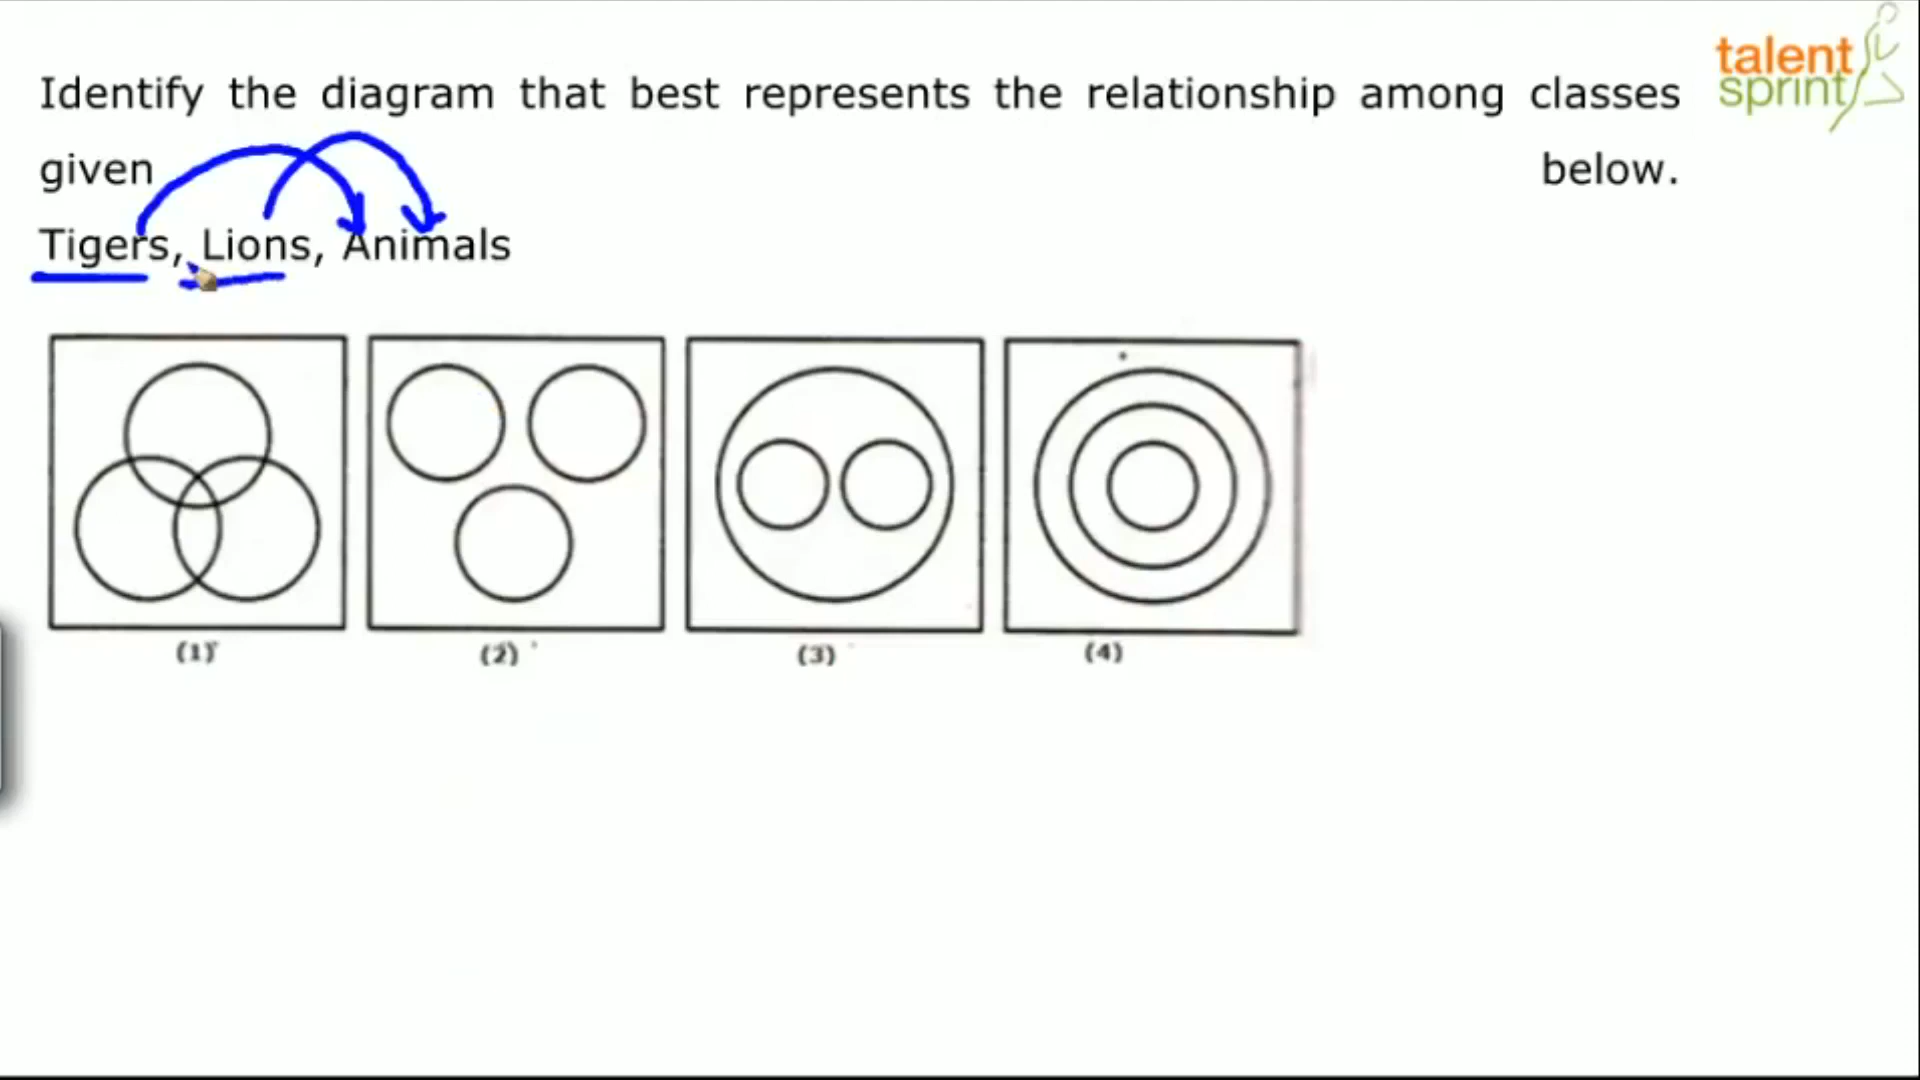 Identify the diagram that best represents the relationship among classes
given below.
Tigers, Lions, Animals
talent
sprint
(1) (2) (3) (4)